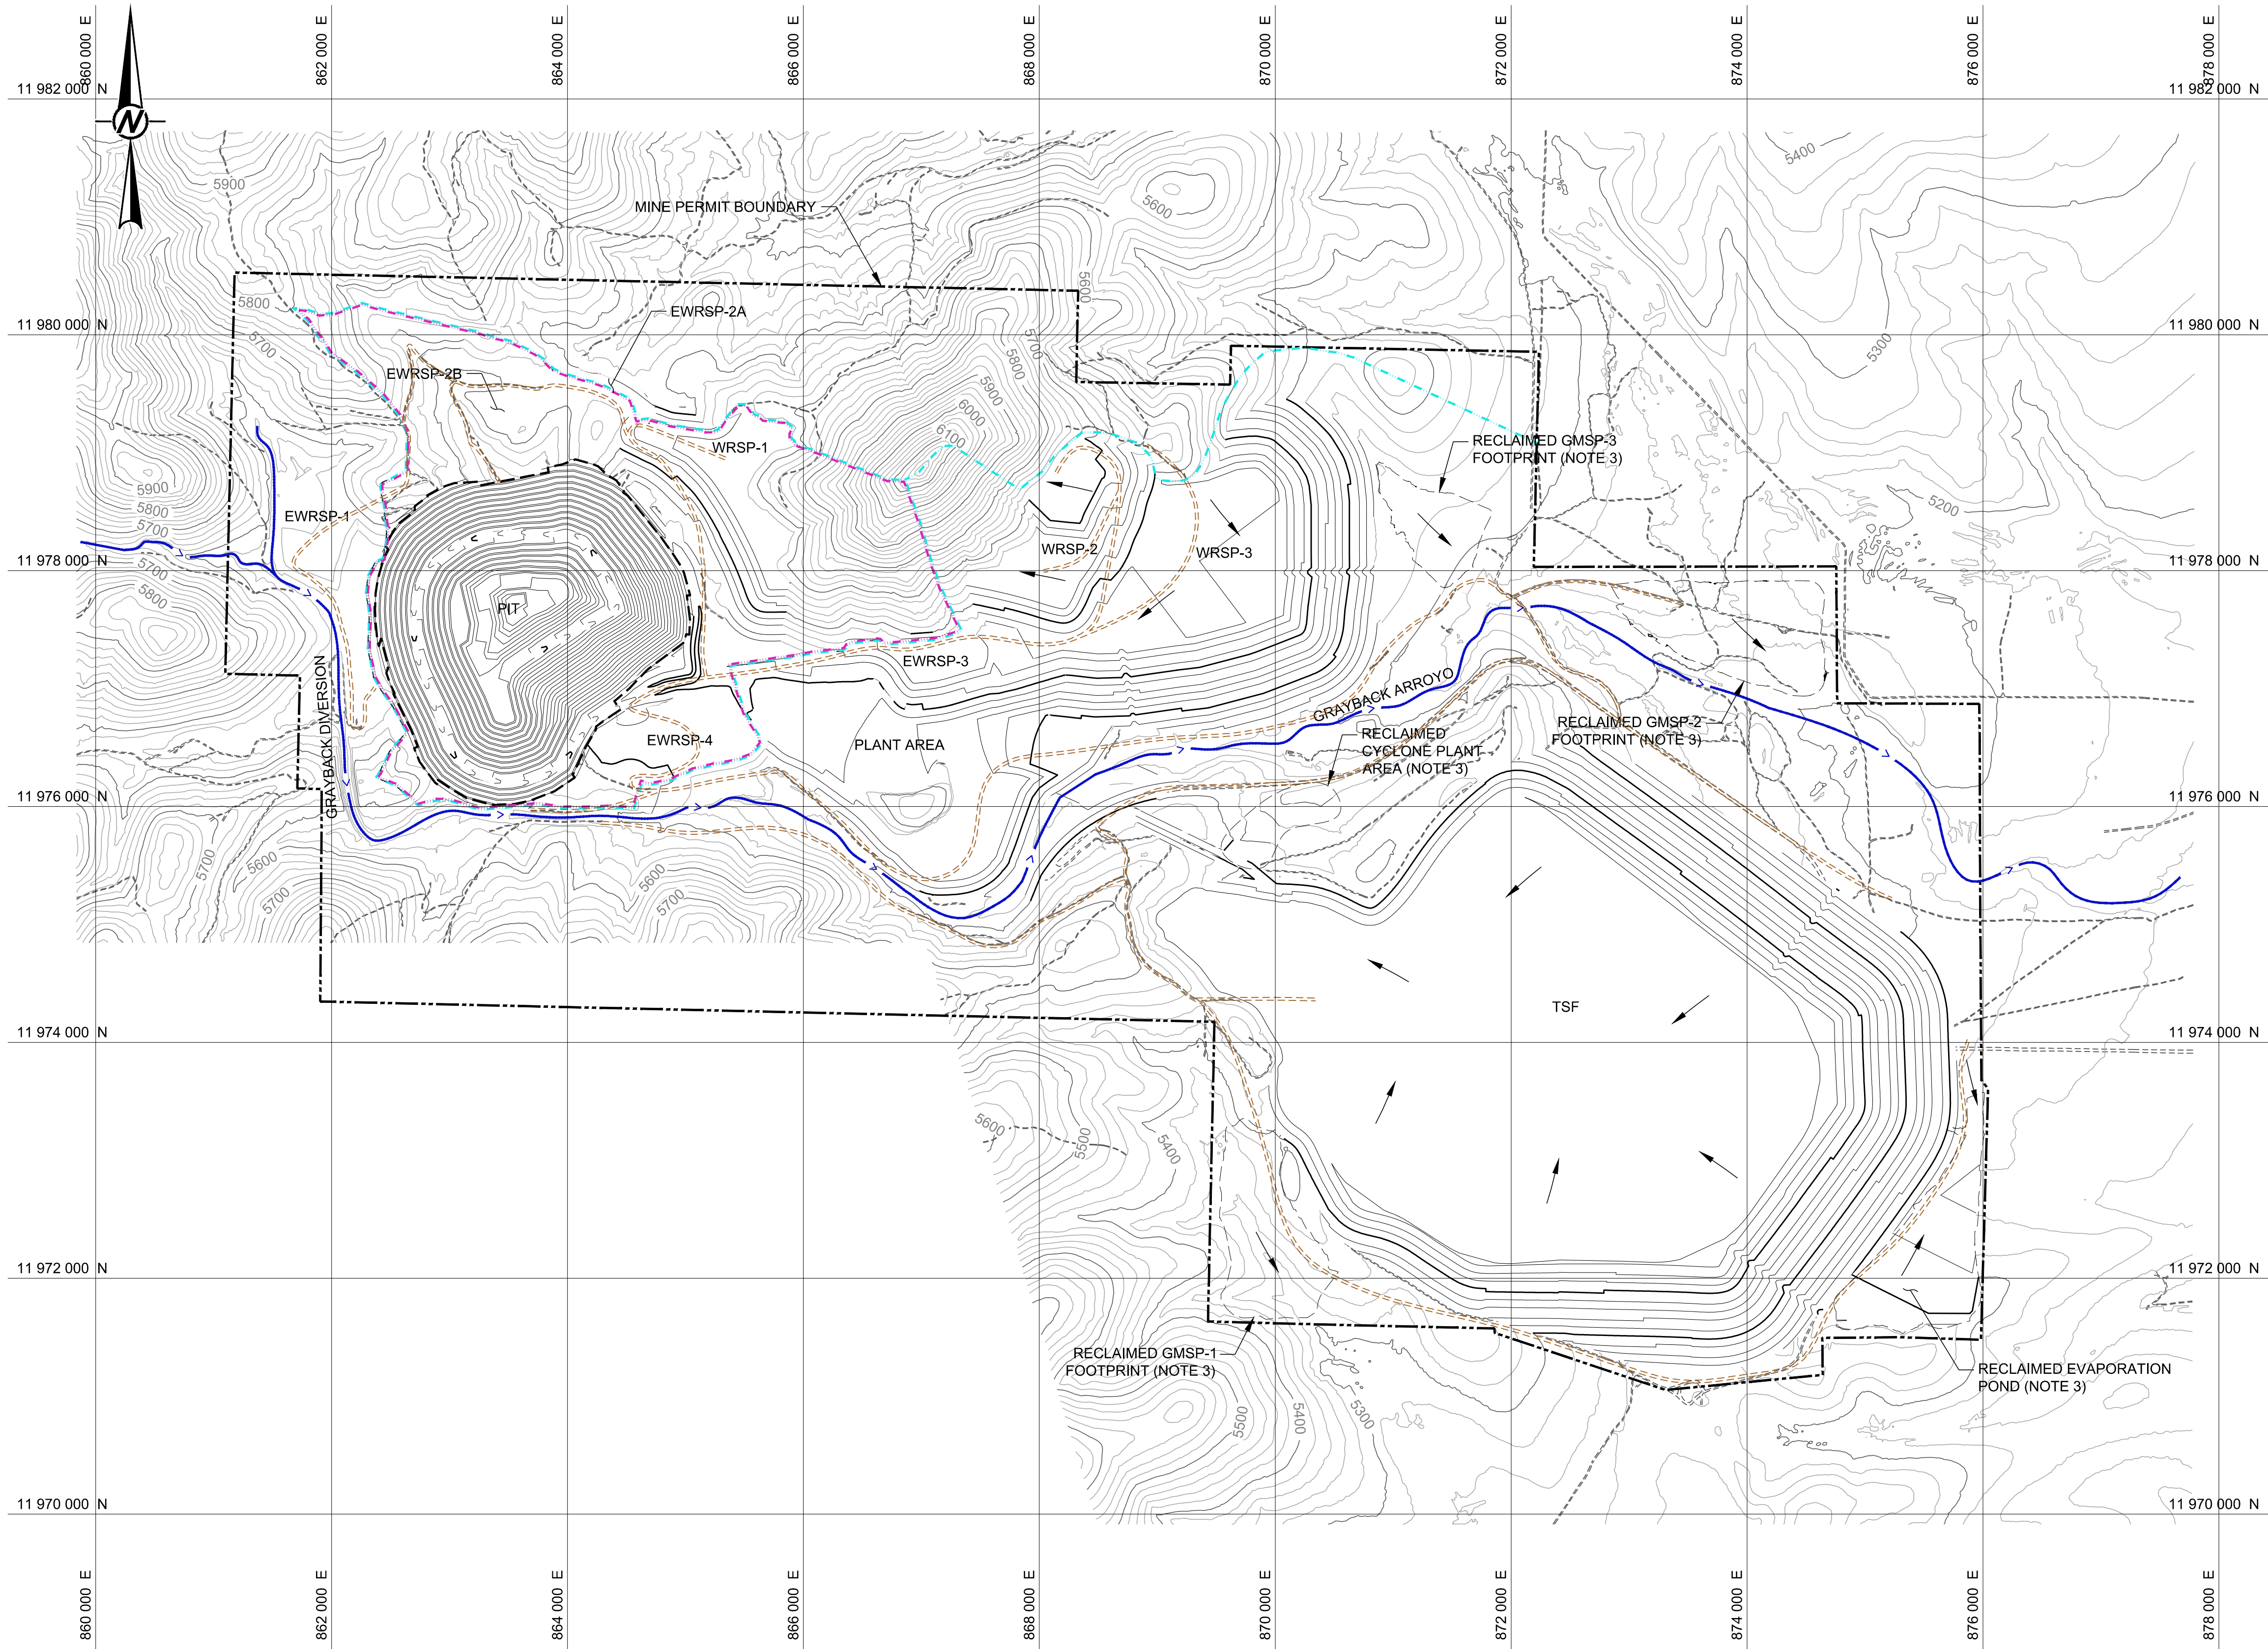 860 000 E
862 000 E
864 000 E
866 000 E
868 000 E
870 000 E
872 000 E
874 000 E
876 000 E
878 000 E
11 982 000 N
11 982 000 N
N
5400
5900
5600
MINE PERMIT BOUNDARY
5600
5800
EWRSP-2A
11 980 000 N
11 980 000 N
5700
5700
5300
5800
EWRSP-2B
5900
6000
6100
WRSP-1
RECLAIMED GMSP-3
FOOTPRINT (NOTE 3)
5900
5800
5700
5200
EWRSP-1
WRSP-2
WRSP-3
11 978 000 N
11 978 000 N
5700
5800
PIT
EWRSP-3
GRAYBACK DIVERSION
GRAYBACK ARROYO
RECLAIMED GMSP-2
FOOTPRINT (NOTE 3)
EWRSP-4
PLANT AREA
RECLAIMED
CYCLONE PLANT
AREA (NOTE 3)
11 976 000 N
11 976 000 N
5700
5600
5700
5600
5700
TSF
11 974 000 N
11 974 000 N
5600
5500
5400
11 972 000 N
11 972 000 N
RECLAIMED GMSP-1
FOOTPRINT (NOTE 3)
RECLAIMED EVAPORATION
POND (NOTE 3)
5500
5400
5300
11 970 000 N
11 970 000 N
860 000 E
862 000 E
864 000 E
866 000 E
868 000 E
870 000 E
872 000 E
874 000 E
876 000 E
878 000 E